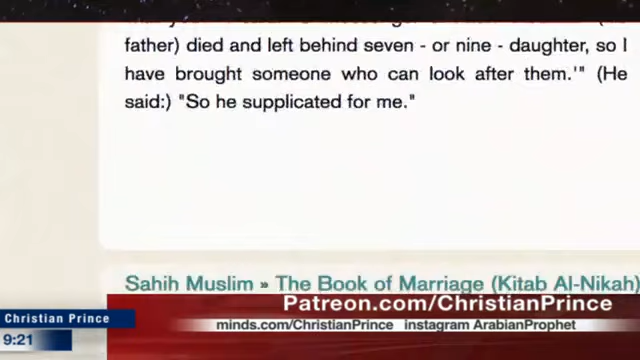 father) died and left behind seven - or nine - daughter, so I
have brought someone who can look after them.'" (He
said:) "So he supplicated for me."
Sahih Muslim » The Book of Marriage (Kitab Al-Nikah)
Patreon.com/ChristianPrince
Christian Prince
minds.com/ChristianPrince instagram ArabianProphet
9:21